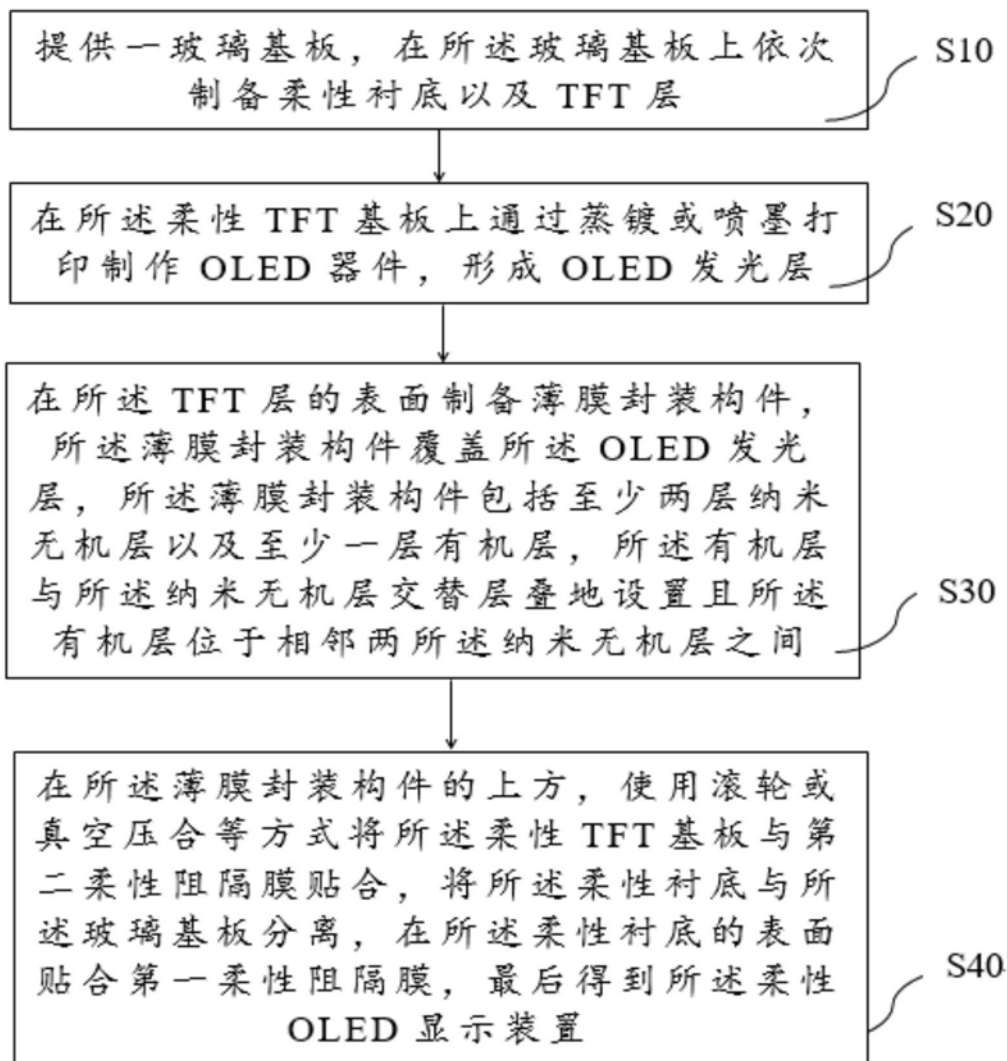 提供一玻璃基板，在所述玻璃基板上依次
制备柔性衬底以及 TFT 层
S10
在所述柔性 TFT 基板上通过蒸镀或喷墨打
印制作 OLED 器件，形成 OLED 发光层
S20
在所述 TFT 层的表面制备薄膜封装构件，
所述薄膜封装构件覆盖所述 OLED 发光
层，所述薄膜封装构件包括至少两层纳米
无机层以及至少一层有机层，所述有机层
与所述纳米无机层交替层叠地设置且所述
有机层位于相邻两所述纳米无机层之间
S30
在所述薄膜封装构件的上方，使用滚轮或
真空压合等方式将所述柔性 TFT 基板与第
二柔性阻隔膜贴合，将所述柔性衬底与所
述玻璃基板分离，在所述柔性衬底的表面
贴合第一柔性阻隔膜，最后得到所述柔性
OLED 显示装置
S40